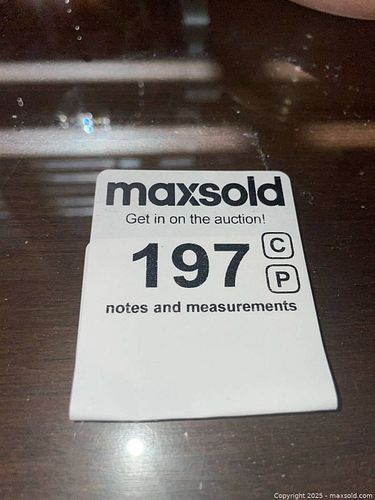 maxsold
Get in on the auction!
197 C
P
notes and measurements
Copyright 2025 - maxsold.com